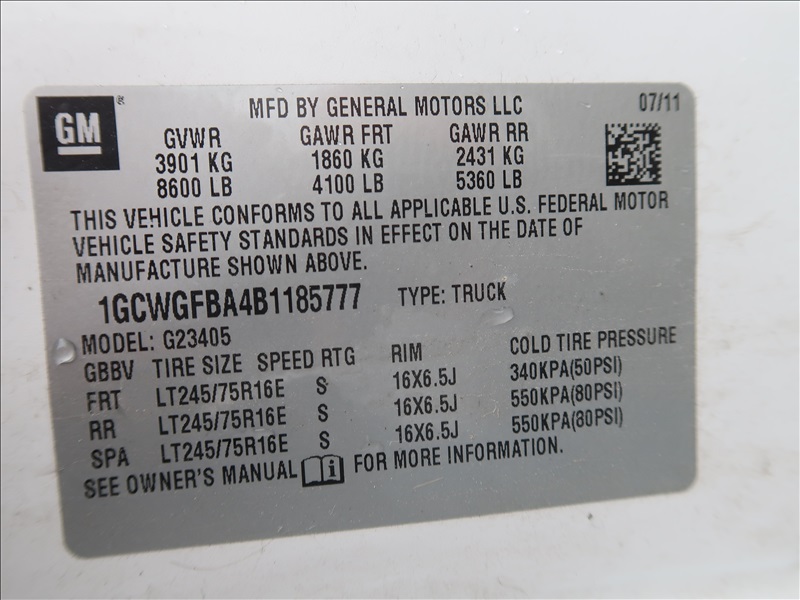 GM
MFD BY GENERAL MOTORS LLC 07/11
GVWR GAWR FRT GAWR RR
3901 KG 1860 KG 2431 KG
8600 LB 4100 LB 5360 LB
THIS VEHICLE CONFORMS TO ALL APPLICABLE U.S. FEDERAL MOTOR
VEHICLE SAFETY STANDARDS IN EFFECT ON THE DATE OF
MANUFACTURE SHOWN ABOVE.
1GCWGFBA4B1185777 TYPE: TRUCK
MODEL: G23405
GBBV TIRE SIZE SPEED RTG RIM COLD TIRE PRESSURE
FRT LT245/75R16E S 16X6.5J 340KPA(50PSI)
RR LT245/75R16E S 16X6.5J 550KPA(80PSI)
SPA LT245/75R16E S 16X6.5J 550KPA(80PSI)
SEE OWNER'S MANUAL i FOR MORE INFORMATION.